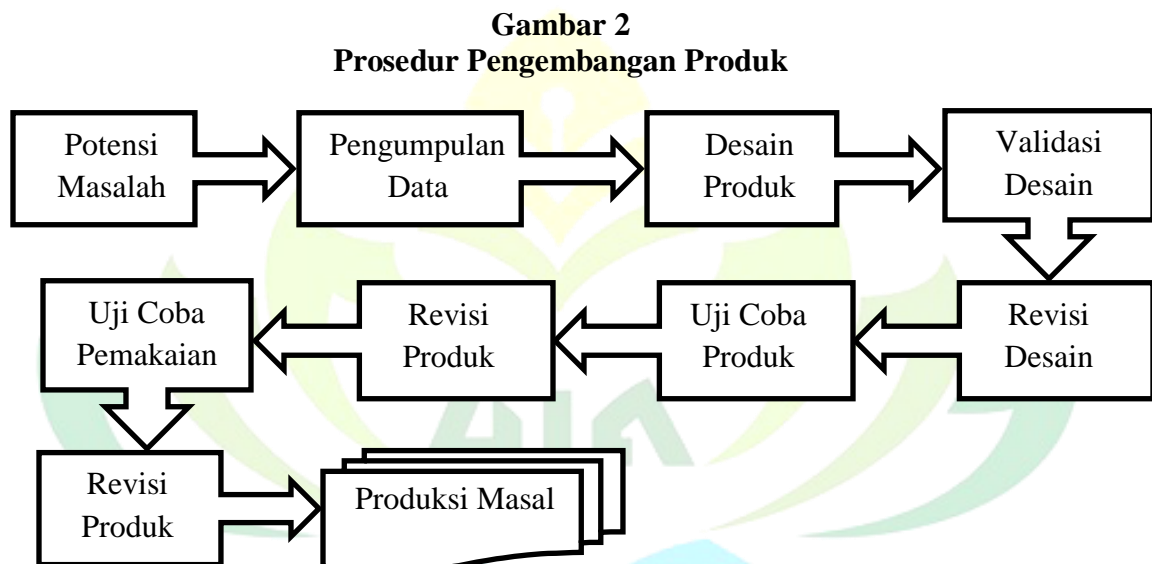 Gambar 2
Prosedur Pengembangan Produk
Potensi
Masalah
Pengumpulan
Data
Desain
Produk
Validasi
Desain
Revisi
Desain
Uji Coba
Produk
Revisi
Produk
Uji Coba
Pemakaian
Revisi
Produk
Produksi Masal